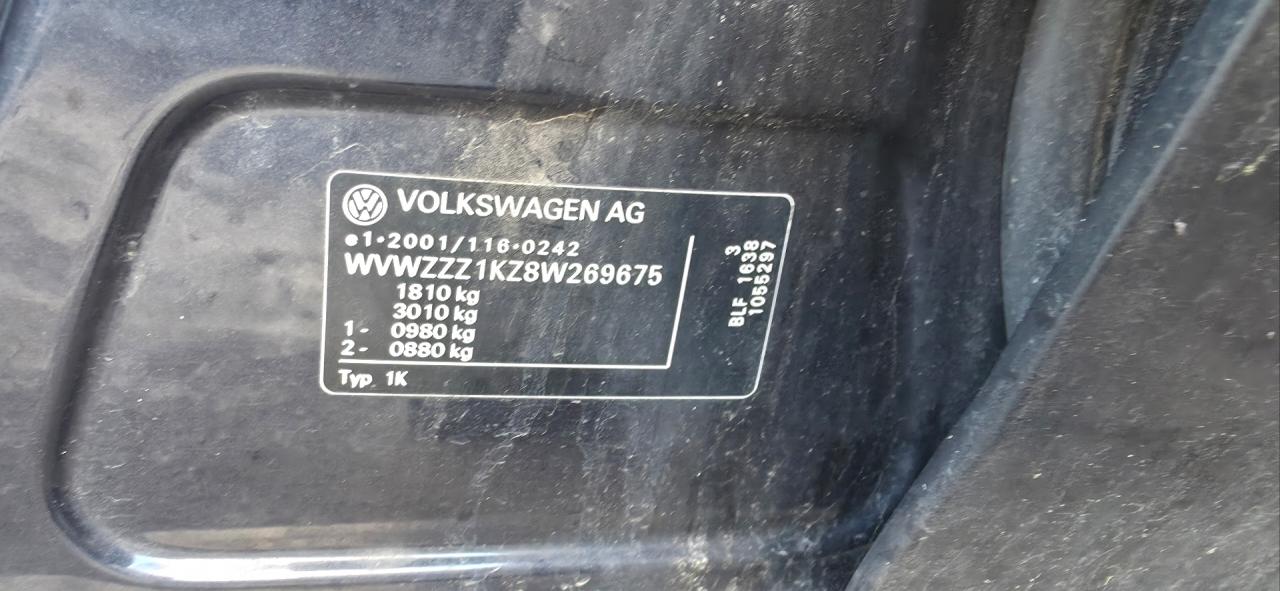 VOLKSWAGEN AG
e1*2001/116*0242
WVWZZZ1KZ8W269675
1810 kg
3010 kg
1- 0980 kg
2- 0880 kg
Typ 1K
3
BLF 1638
1055297